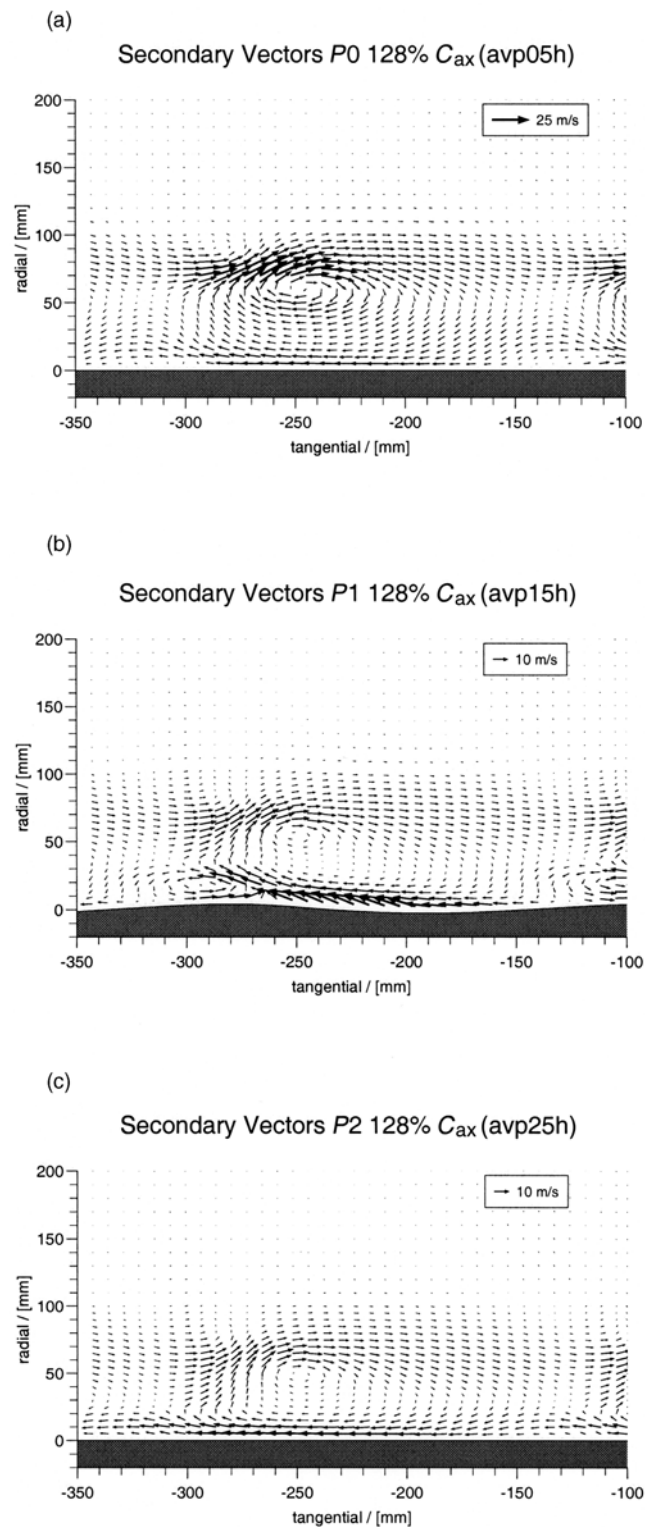 (a)
Secondary Vectors P0 128% Cax (avp05h)
25 m/s
200
150
100
50
0
radial / [mm]
-350
-300
-250
-200
-150
-100
tangential / [mm]
(b)
Secondary Vectors P1 128% Cax (avp15h)
10 m/s
200
150
100
50
0
radial / [mm]
-350
-300
-250
-200
-150
-100
tangential / [mm]
(c)
Secondary Vectors P2 128% Cax (avp25h)
10 m/s
200
150
100
50
0
radial / [mm]
-350
-300
-250
-200
-150
-100
tangential / [mm]